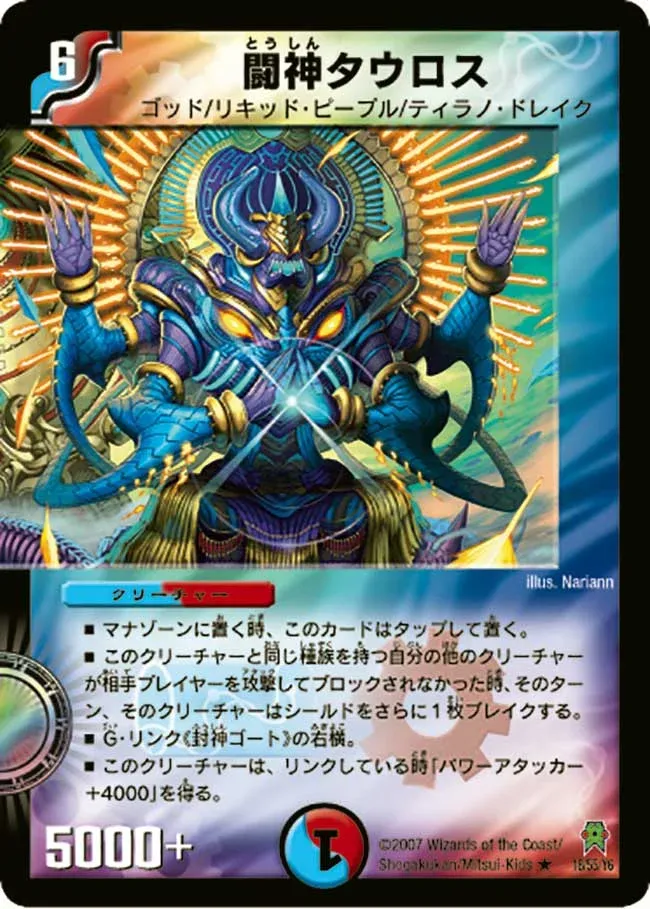 6
とうしん
闘神タウロス
ゴッド/リキッド・ピープル/ティラノ・ドレイク
illus. Nariann
クリーチャー
■ マナゾーンに置く時、このカードはタップして置く。
■ このクリーチャーと同じ種族を持つ自分の他のクリーチャー
が相手プレイヤーを攻撃してブロックされなかった時、そのター
ン、そのクリーチャーはシールドをさらに1枚ブレイクする。
■ G・リンク《封神ゴート》の右横。
■ このクリーチャーは、リンクしている時「パワーアタッカー
+4000」を得る。
5000+
1
©2007 Wizards of the Coast/
Shogakukan/Mitsui-Kids ★
18/55/Y6